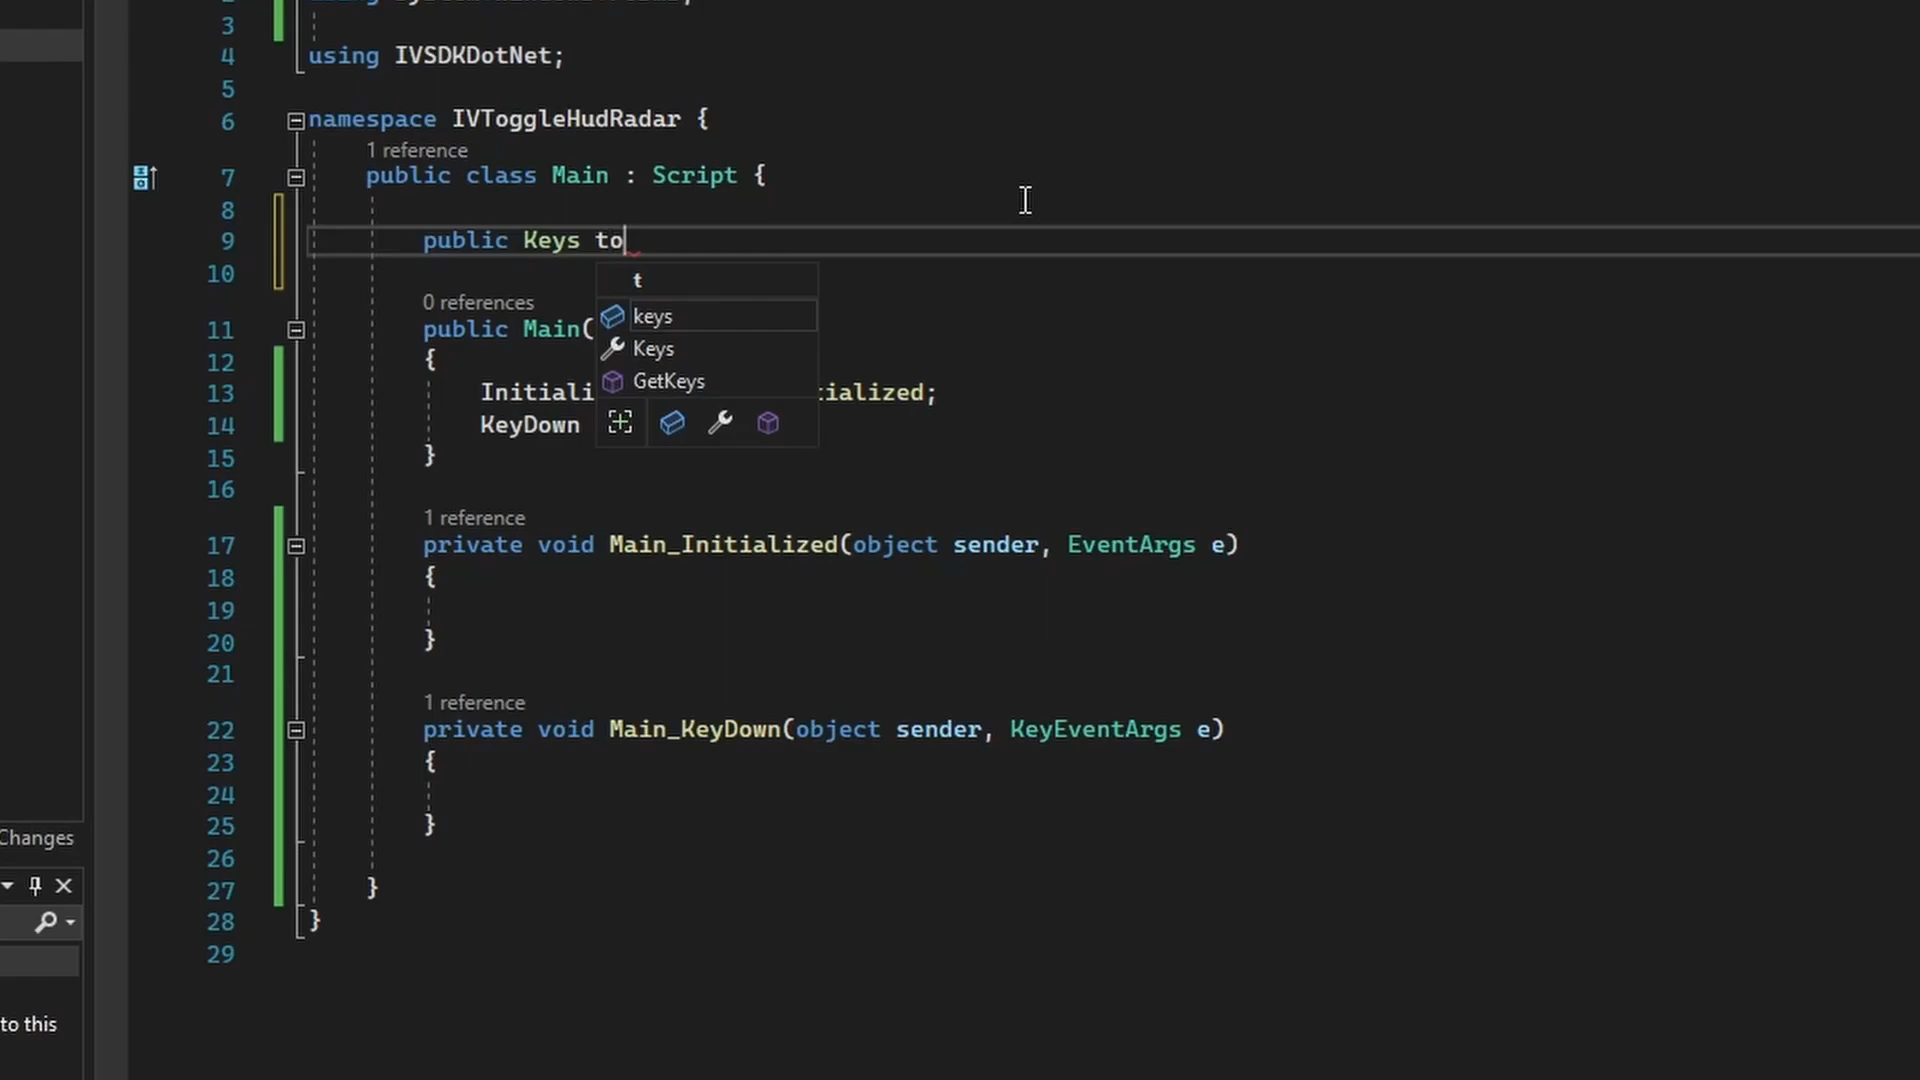 3
4 using IVSDKDotNet;
5
6 namespace IVToggleHudRadar {
1 reference
7 public class Main : Script {
8
9 public Keys to
10
t
keys
Keys
GetKeys
0 references
11 public Main(
12 {
13 Initiali tialized;
14 KeyDown
15 }
16
1 reference
17 private void Main_Initialized(object sender, EventArgs e)
18 {
19
20 }
21
1 reference
22 private void Main_KeyDown(object sender, KeyEventArgs e)
23 {
24
25 }
26
27 }
28 }
29
Changes
to this